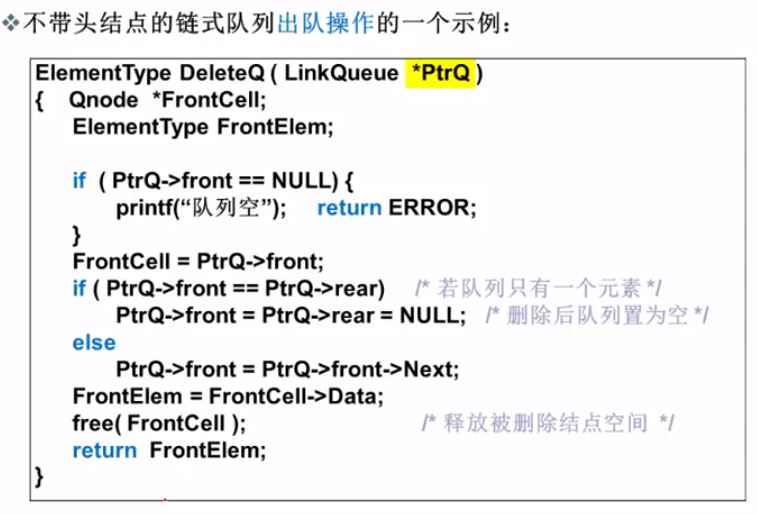 ❖不带头结点的链式队列出队操作的一个示例：
ElementType DeleteQ ( LinkQueue *PtrQ )
{ Qnode *FrontCell;
ElementType FrontElem;
if ( PtrQ->front == NULL) {
printf(“队列空”); return ERROR;
}
FrontCell = PtrQ->front;
if ( PtrQ->front == PtrQ->rear) /* 若队列只有一个元素 */
PtrQ->front = PtrQ->rear = NULL; /* 删除后队列置为空 */
else
PtrQ->front = PtrQ->front->Next;
FrontElem = FrontCell->Data;
free( FrontCell ); /* 释放被删除结点空间 */
return FrontElem;
}